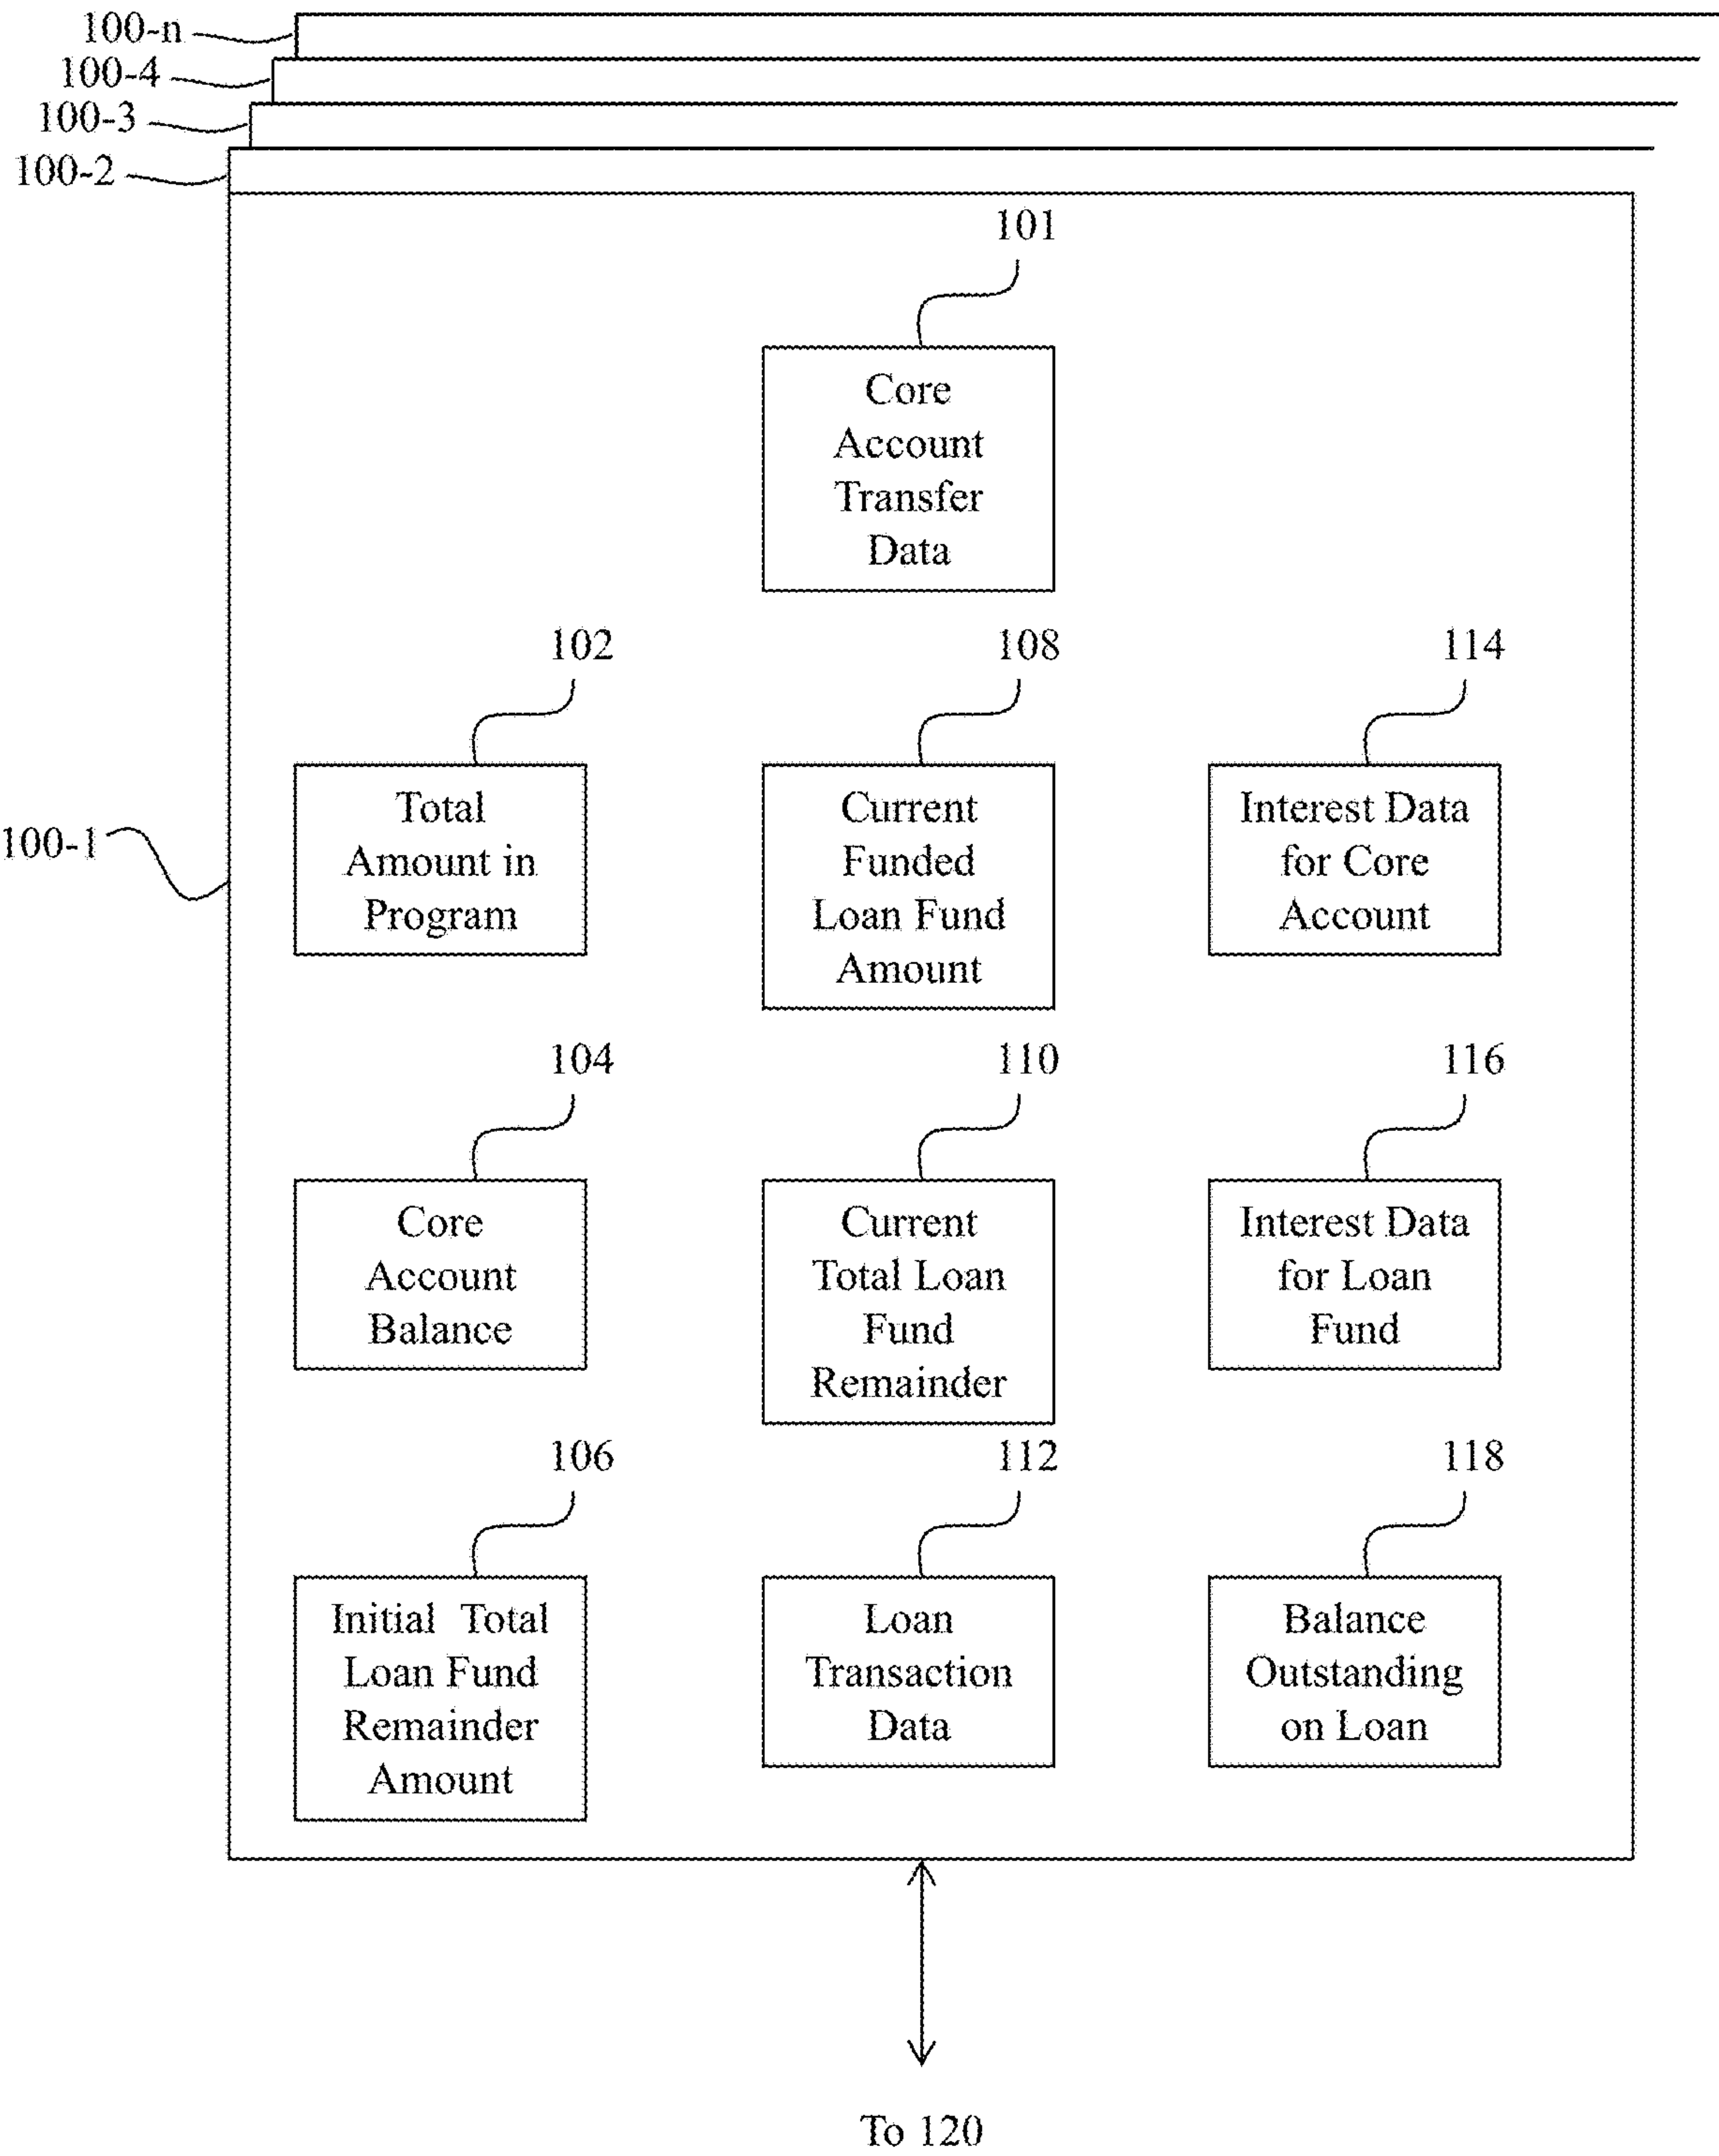 100-n
100-4
100-3
100-2
101
Core
Account
Transfer
Data
102
108
114
100-1
Total
Amount in
Program
Current
Funded
Loan Fund
Amount
Interest Data
for Core
Account
104
110
116
Core
Account
Balance
Current
Total Loan
Fund
Remainder
Interest Data
for Loan
Fund
106
112
118
Initial Total
Loan Fund
Remainder
Amount
Loan
Transaction
Data
Balance
Outstanding
on Loan
To 120